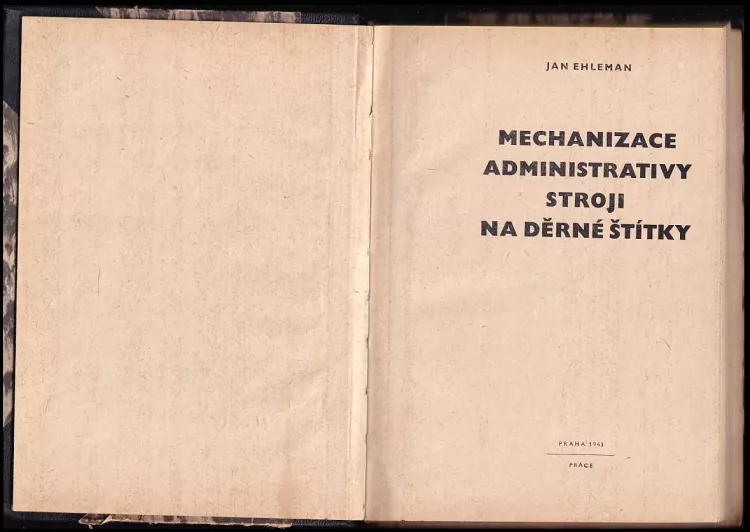 JAN EHLEMAN
MECHANIZACE
ADMINISTRATIVY
STROJI
NA DĚRNÉ ŠTÍTKY
PRAHA
PRÁCE